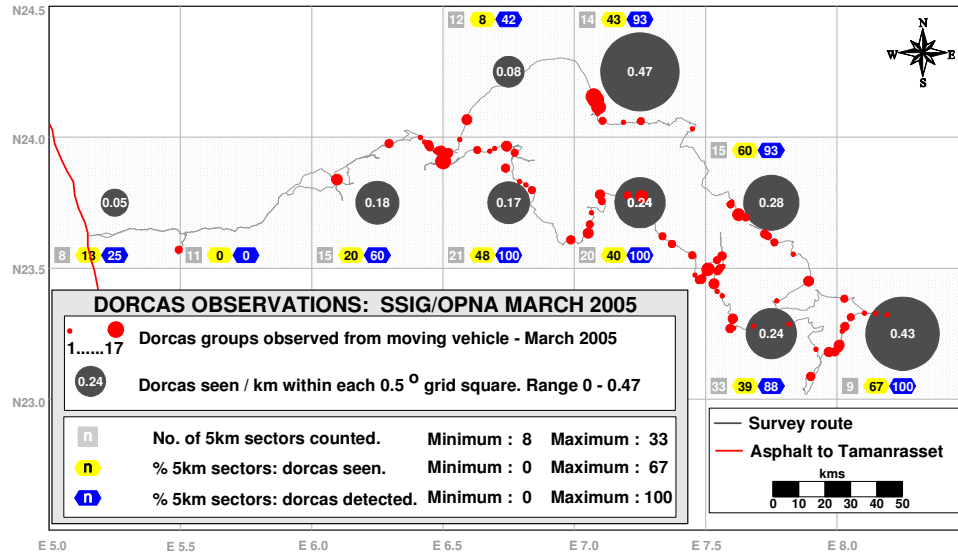 N24.5
12 8 42
14 43 93
N
W E
S
0.08
0.47
N24.0
15 60 93
0.05
0.18
0.17
0.24
0.28
8 13 25
11 0 0
15 20 60
21 48 100
20 40 100
N23.5
DORCAS OBSERVATIONS: SSIG/OPNA MARCH 2005
1......17 Dorcas groups observed from moving vehicle - March 2005
0.24 Dorcas seen / km within each 0.5 o grid square. Range 0 - 0.47
n No. of 5km sectors counted. Minimum : 8 Maximum : 33
n % 5km sectors: dorcas seen. Minimum : 0 Maximum : 67
n % 5km sectors: dorcas detected. Minimum : 0 Maximum : 100
0.24
0.43
33 39 88
9 67 100
N23.0
Survey route
Asphalt to Tamanrasset
kms
0 10 20 30 40 50
E 5.0 E 5.5 E 6.0 E 6.5 E 7.0 E 7.5 E 8.0